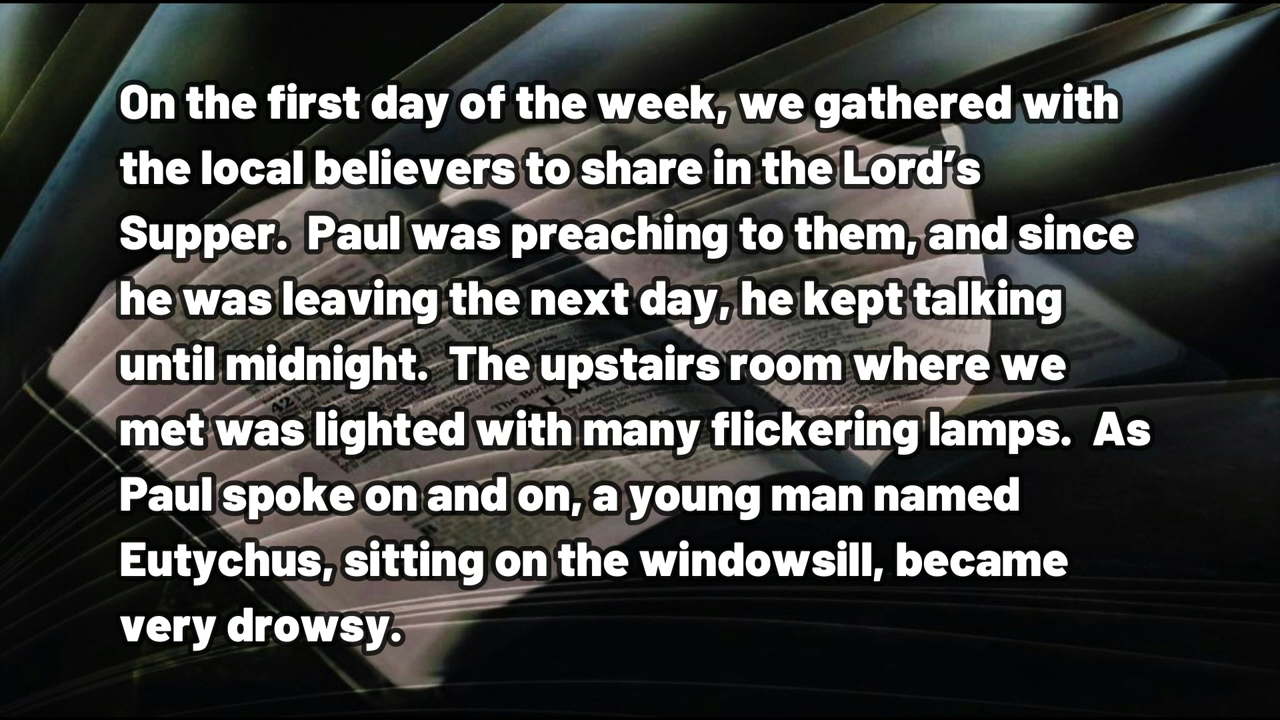 On the first day of the week, we gathered with
the local believers to share in the Lord’s
Supper.  Paul was preaching to them, and since
he was leaving the next day, he kept talking
until midnight.  The upstairs room where we
met was lighted with many flickering lamps.  As
Paul spoke on and on, a young man named
Eutychus, sitting on the windowsill, became
very drowsy.
42